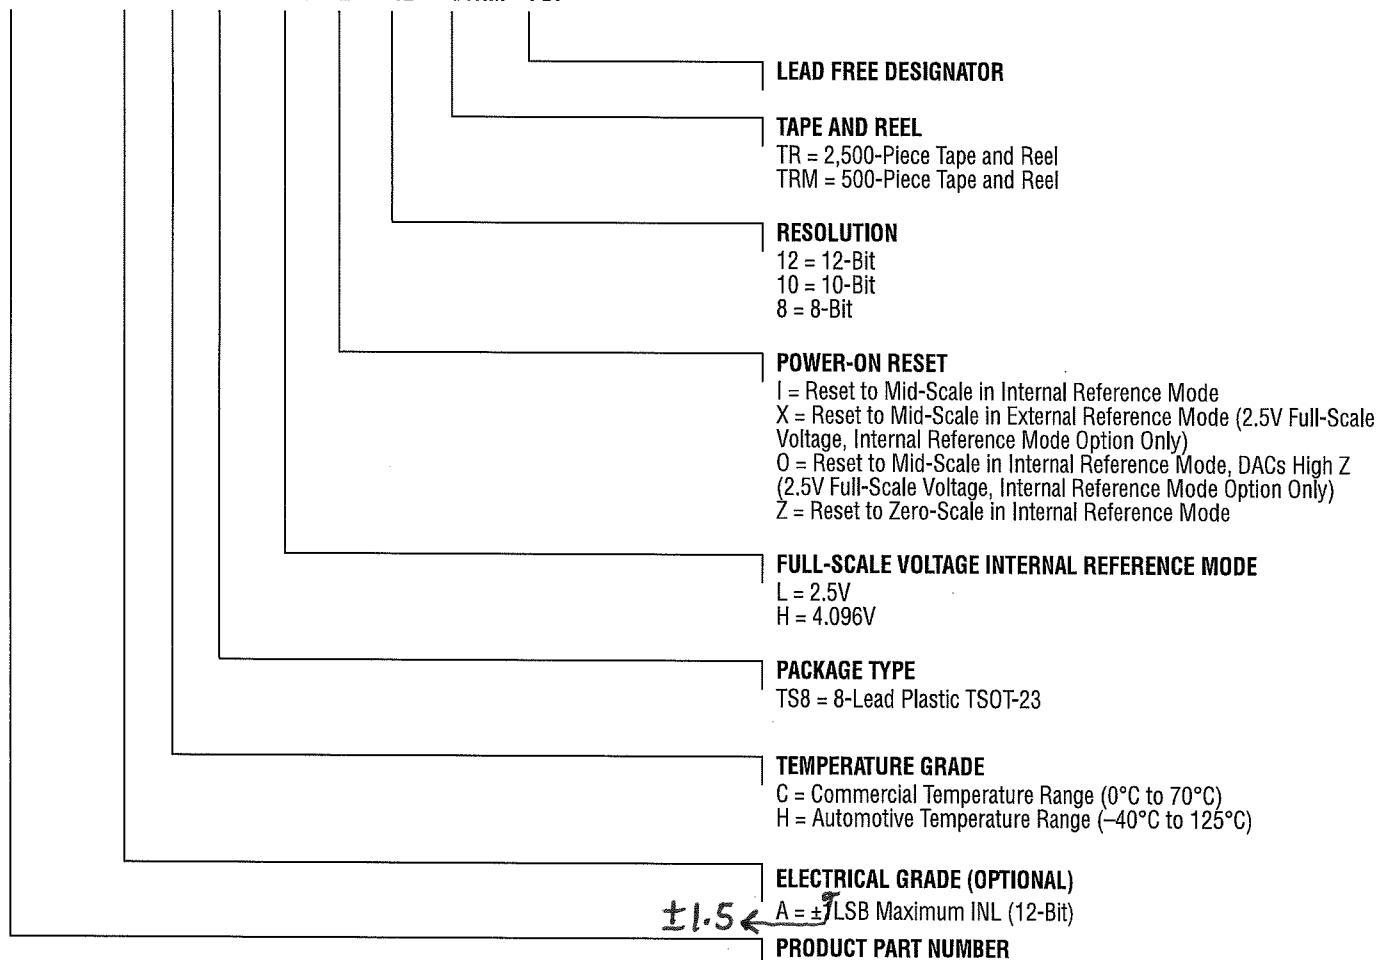 LEAD FREE DESIGNATOR
TAPE AND REEL
TR = 2,500-Piece Tape and Reel
TRM = 500-Piece Tape and Reel
RESOLUTION
12 = 12-Bit
10 = 10-Bit
8 = 8-Bit
POWER-ON RESET
I = Reset to Mid-Scale in Internal Reference Mode
X = Reset to Mid-Scale in External Reference Mode (2.5V Full-Scale
Voltage, Internal Reference Mode Option Only)
O = Reset to Mid-Scale in Internal Reference Mode, DACs High Z
(2.5V Full-Scale Voltage, Internal Reference Mode Option Only)
Z = Reset to Zero-Scale in Internal Reference Mode
FULL-SCALE VOLTAGE INTERNAL REFERENCE MODE
L = 2.5V
H = 4.096V
PACKAGE TYPE
TS8 = 8-Lead Plastic TSOT-23
TEMPERATURE GRADE
C = Commercial Temperature Range (0°C to 70°C)
H = Automotive Temperature Range (–40°C to 125°C)
ELECTRICAL GRADE (OPTIONAL)
±1.5
A = ± LSB Maximum INL (12-Bit)
PRODUCT PART NUMBER